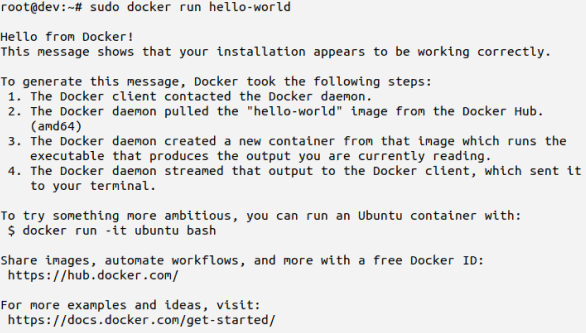 root@dev:~# sudo docker run hello-world
Hello from Docker!
This message shows that your installation appears to be working correctly.
To generate this message, Docker took the following steps:
1. The Docker client contacted the Docker daemon.
2. The Docker daemon pulled the "hello-world" image from the Docker Hub.
(amd64)
3. The Docker daemon created a new container from that image which runs the
executable that produces the output you are currently reading.
4. The Docker daemon streamed that output to the Docker client, which sent it
to your terminal.
To try something more ambitious, you can run an Ubuntu container with:
$ docker run -it ubuntu bash
Share images, automate workflows, and more with a free Docker ID:
https://hub.docker.com/
For more examples and ideas, visit:
https://docs.docker.com/get-started/